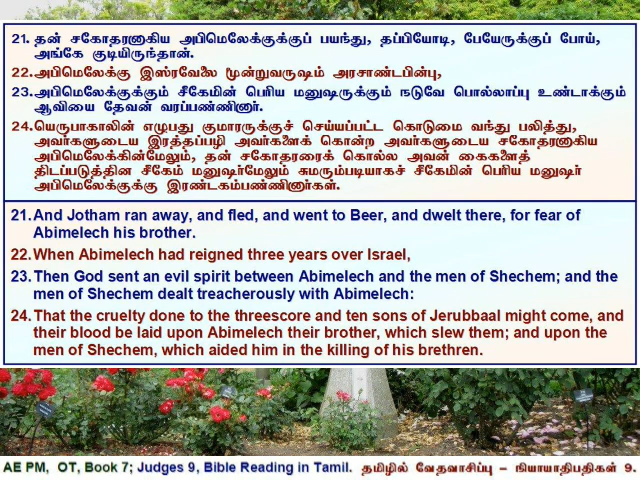 21. தன் சகோதரனாகிய அபிமெலேக்குக்குப் பயந்து, தப்பியோடி, பேயேருக்குப் போய்,
அங்கே குடியிருந்தான்.
22.அபிமெலேக்கு இஸ்ரவேலை மூன்றுவருஷம் அரசாண்டபின்பு,
23.அபிமெலேக்குக்கும் சீகேமின் பெரிய மனுஷருக்கும் நடுவே பொல்லாப்பு உண்டாக்கும்
ஆவியை தேவன் வரப்பண்ணினார்.
24.யெருபாகாலின் எழுபது குமாரருக்குச் செய்யப்பட்ட கொடுமை வந்து பலித்து,
அவர்களுடைய இரத்தப்பழி அவர்களைக் கொன்ற அவர்களுடைய சகோதரனாகிய
அபிமெலேக்கின்மேலும், தன் சகோதரரைக் கொல்ல அவன் கைகளைத்
திடப்படுத்தின சீகேம் மனுஷர்மேலும் சுமரும்படியாகச் சீகேமின் பெரிய மனுஷர்
அபிமெலேக்குக்கு இரண்டகம்பண்ணினார்கள்.
21. And Jotham ran away, and fled, and went to Beer, and dwelt there, for fear of
Abimelech his brother.
22. When Abimelech had reigned three years over Israel,
23. Then God sent an evil spirit between Abimelech and the men of Shechem; and the
men of Shechem dealt treacherously with Abimelech:
24. That the cruelty done to the threescore and ten sons of Jerubbaal might come, and
their blood be laid upon Abimelech their brother, which slew them; and upon the
men of Shechem, which aided him in the killing of his brethren.
AE PM, OT, Book 7; Judges 9, Bible Reading in Tamil. தமிழில் வேதவாசிப்பு – நியாயாதிபதிகள் 9.